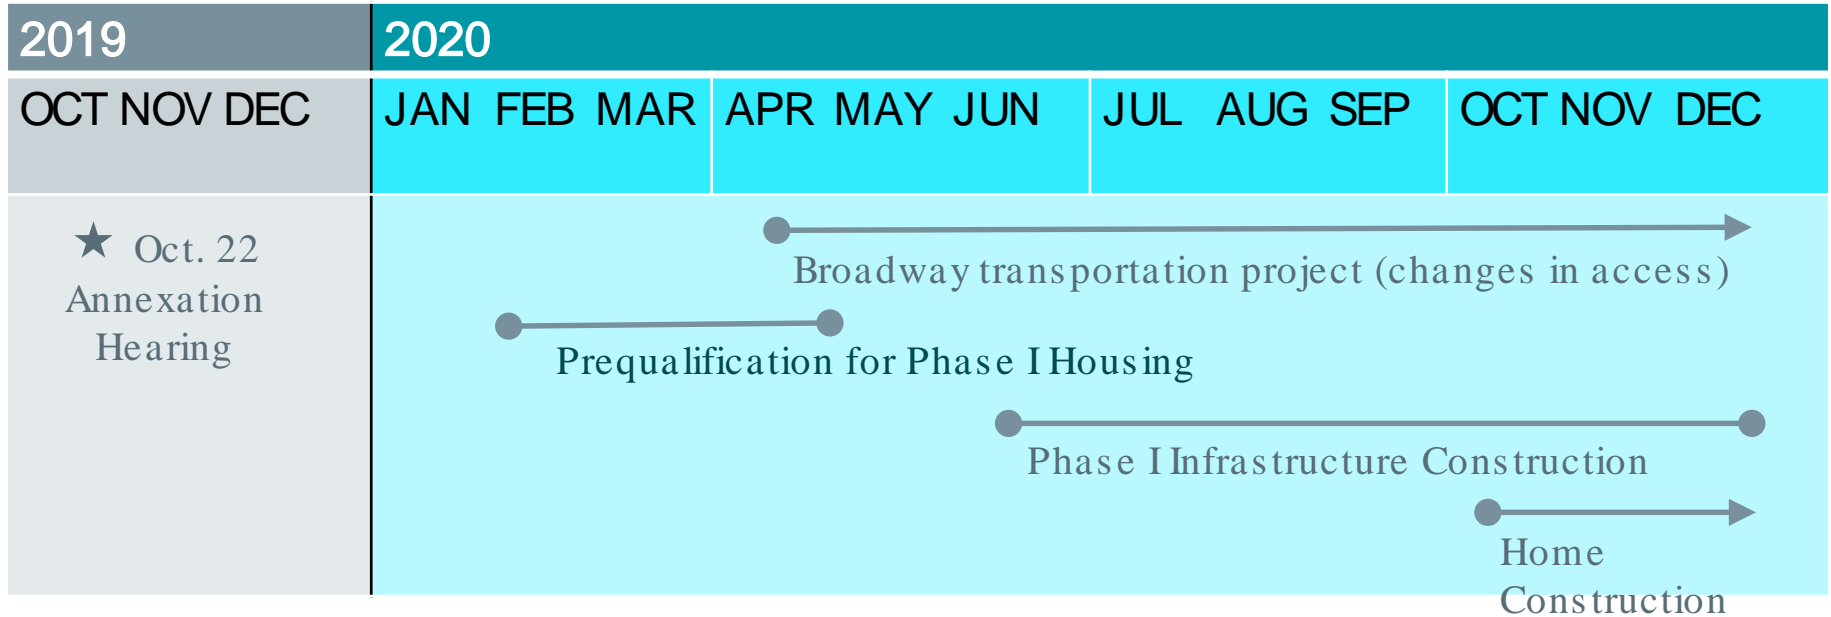 2019
2020
OCT NOV DEC
JAN FEB MAR
APR MAY JUN
JUL AUG SEP
OCT NOV DEC
Oct. 22
Annexation
Hearing
Broadway transportation project (changes in access)
Prequalification for Phase I Housing
Phase I Infrastructure Construction
Home
Construction